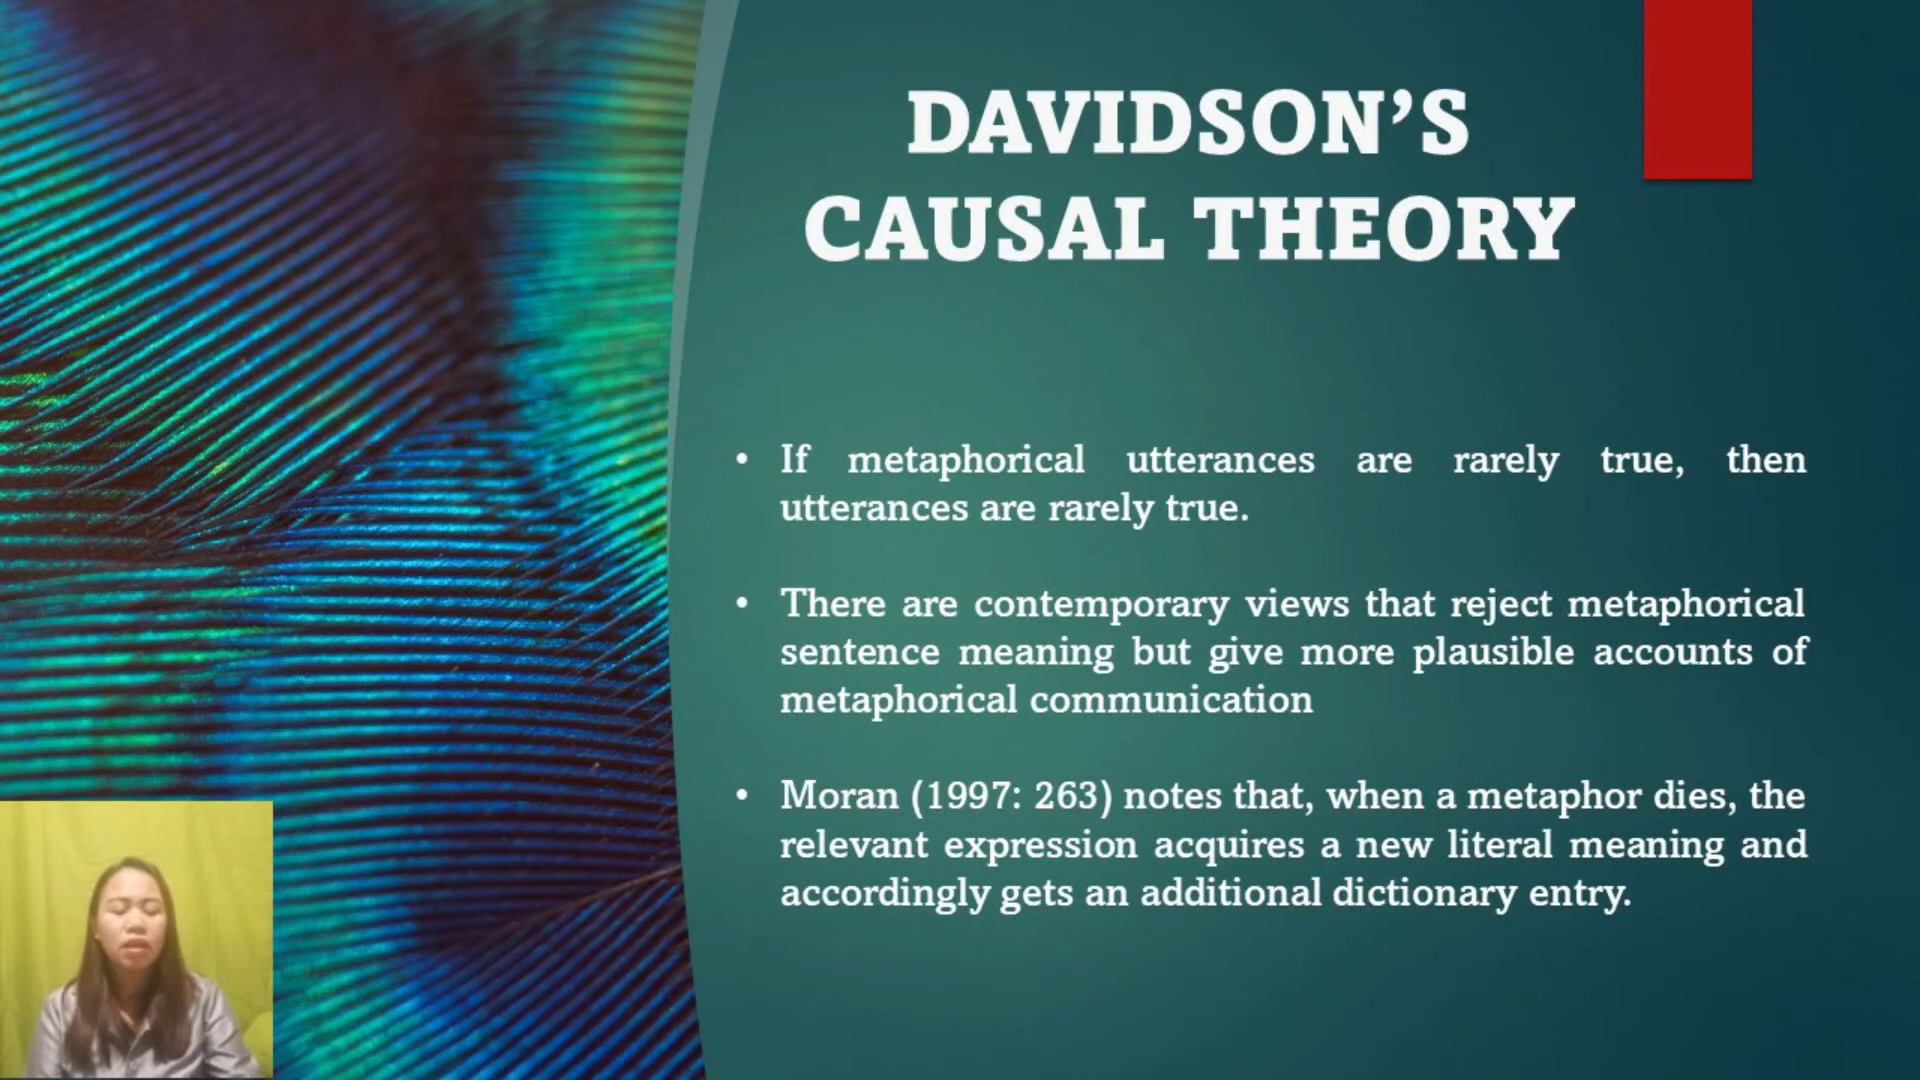 DAVIDSON’S
CAUSAL THEORY
• If metaphorical utterances are rarely true, then
utterances are rarely true.
• There are contemporary views that reject metaphorical
sentence meaning but give more plausible accounts of
metaphorical communication
• Moran (1997: 263) notes that, when a metaphor dies, the
relevant expression acquires a new literal meaning and
accordingly gets an additional dictionary entry.